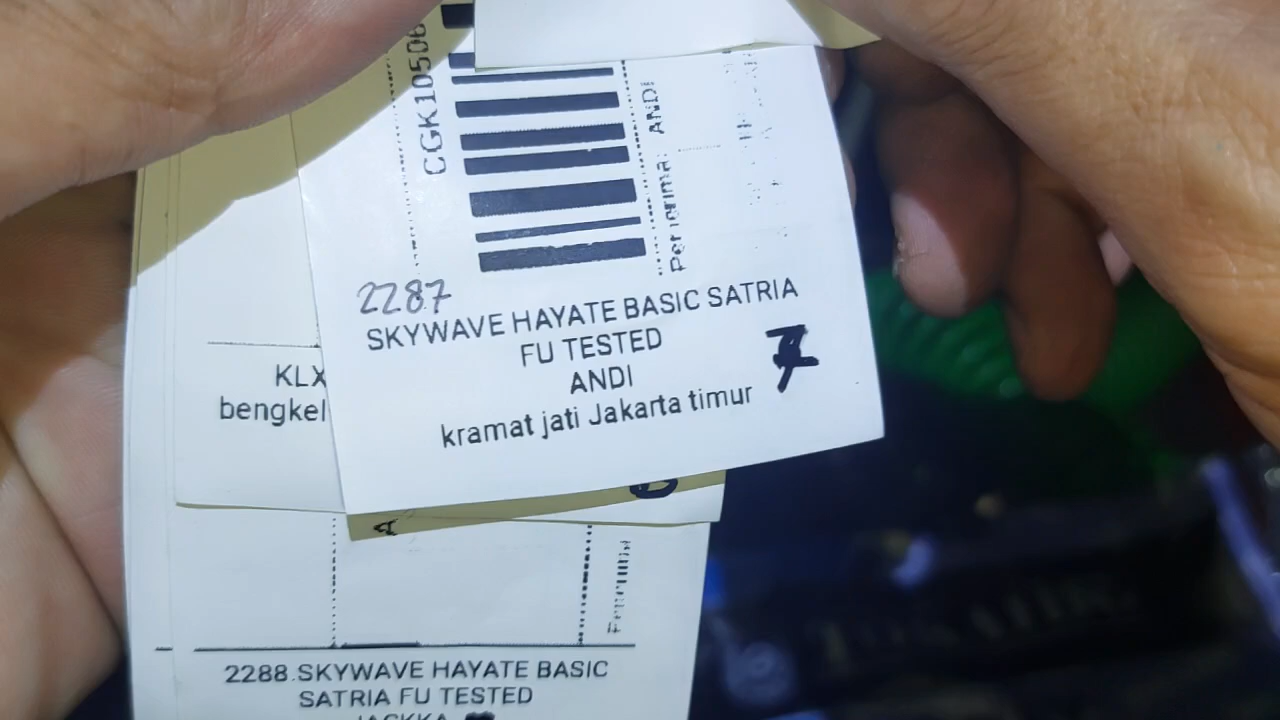 CGK10506
Penerima: ANDI
2287
SKYWAVE HAYATE BASIC SATRIA
FU TESTED
ANDI
kramat jati Jakarta timur
7
KLX
bengkel
A
2288.SKYWAVE HAYATE BASIC
SATRIA FU TESTED